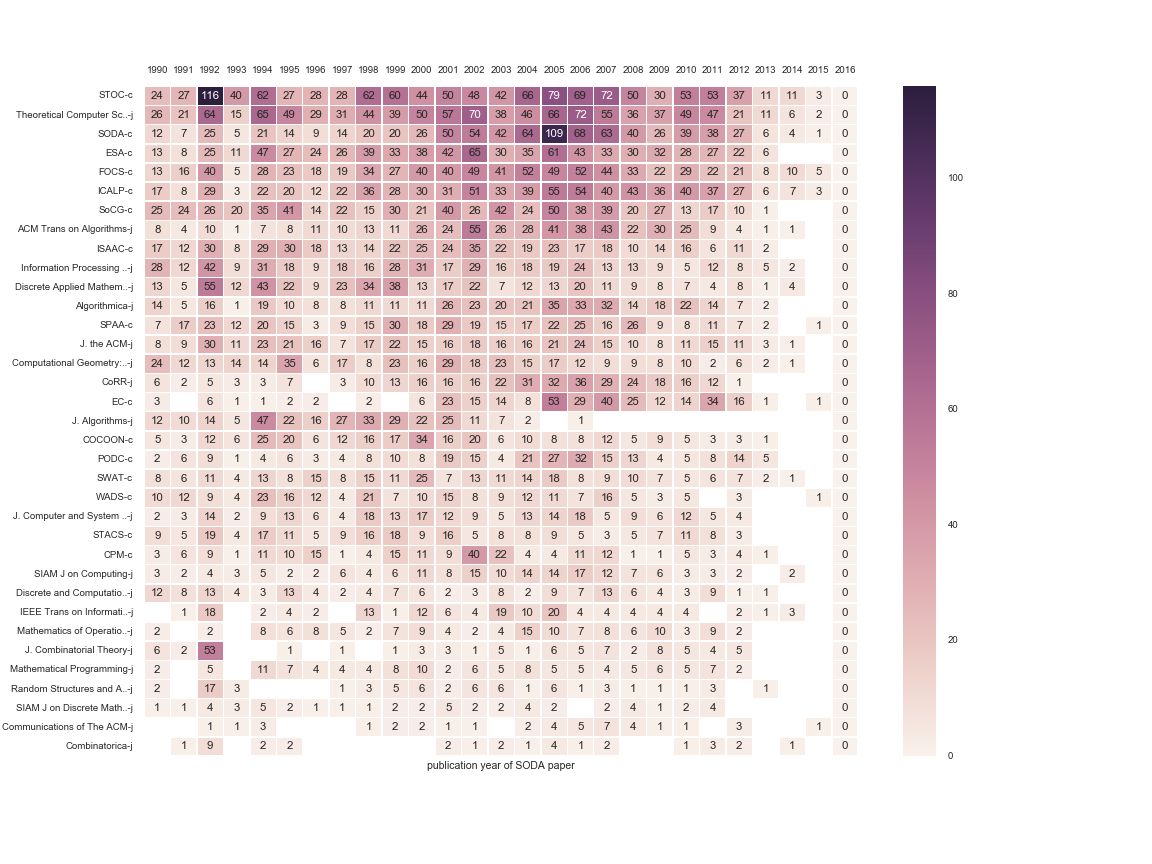 1990 1991 1992 1993 1994 1995 1996 1997 1998 1999 2000 2001 2002 2003 2004 2005 2006 2007 2008 2009 2010 2011 2012 2013 2014 2015 2016
STOC-c 24 27 116 40 62 27 28 28 62 60 44 50 48 42 66 79 69 72 50 30 53 53 37 11 11 3 0
Theoretical Computer Sc..-j 26 21 64 15 65 49 29 31 44 39 50 57 70 38 46 66 72 55 36 37 49 47 21 11 6 2 0
SODA-c 12 7 25 5 21 14 9 14 20 20 26 50 54 42 64 109 68 63 40 26 39 38 27 6 4 1 0
ESA-c 13 8 25 11 47 27 24 26 39 33 38 42 65 30 35 61 43 33 30 32 28 27 22 6 0
FOCS-c 13 16 40 5 28 23 18 19 34 27 40 40 49 41 52 49 52 44 33 22 29 22 21 8 10 5 0
ICALP-c 17 8 29 3 22 20 12 22 36 28 30 31 51 33 39 55 54 40 43 36 40 37 27 6 7 3 0
SoCG-c 25 24 26 20 35 41 14 22 15 30 21 40 26 42 24 50 38 39 20 27 13 17 10 1 0
ACM Trans on Algorithms-j 8 4 10 1 7 8 11 10 13 11 26 24 55 26 28 41 38 43 22 30 25 9 4 1 1 0
ISAAC-c 17 12 30 8 29 30 18 13 14 22 25 24 35 22 19 23 17 18 10 14 16 6 11 2 0
Information Processing ..-j 28 12 42 9 31 18 9 18 16 28 31 17 29 16 18 19 24 13 13 9 5 12 8 5 2 0
Discrete Applied Mathem..-j 13 5 55 12 43 22 9 23 34 38 13 17 22 7 12 13 20 11 9 8 7 4 8 1 4 0
Algorithmica-j 14 5 16 1 19 10 8 8 11 11 11 26 23 20 21 35 33 32 14 18 22 14 7 2 0
SPAA-c 7 17 23 12 20 15 3 9 15 30 18 29 19 15 17 22 25 16 26 9 8 11 7 2 1 0
J. the ACM-j 8 9 30 11 23 21 16 7 17 22 15 16 18 16 16 21 24 15 10 8 11 15 11 3 1 0
Computational Geometry:..-j 24 12 13 14 14 35 6 17 8 23 16 29 18 23 15 17 12 9 9 8 10 2 6 2 1 0
CoRR-j 6 2 5 3 3 7 3 10 13 16 16 16 22 31 32 36 29 24 18 16 12 1 0
EC-c 3 6 1 1 2 2 2 6 23 15 14 8 53 29 40 25 12 14 34 16 1 1 0
J. Algorithms-j 12 10 14 5 47 22 16 27 33 29 22 25 11 7 2 1 0
COCOON-c 5 3 12 6 25 20 6 12 16 17 34 16 20 6 10 8 8 12 5 9 5 3 3 1 0
PODC-c 2 6 9 1 4 6 3 4 8 10 8 19 15 4 21 27 32 15 13 4 5 8 14 5 0
SWAT-c 8 6 11 4 13 8 15 8 15 11 25 7 13 11 14 18 8 9 10 7 5 6 7 2 1 0
WADS-c 10 12 9 4 23 16 12 4 21 7 10 15 8 9 12 11 7 16 5 3 5 3 1 0
J. Computer and System ..-j 2 3 14 2 9 13 6 4 18 13 17 12 9 5 13 14 18 5 9 6 12 5 4 0
STACS-c 9 5 19 4 17 11 5 9 16 18 9 16 5 8 8 9 5 3 5 7 11 8 3 0
CPM-c 3 6 9 1 11 10 15 1 4 15 11 9 40 22 4 4 11 12 1 1 5 3 4 1 0
SIAM J on Computing-j 3 2 4 3 5 2 2 6 4 6 11 8 15 10 14 14 17 12 7 6 3 3 2 2 0
Discrete and Computatio..-j 12 8 13 4 3 13 4 2 4 7 6 2 3 8 2 9 7 13 6 4 3 9 1 1 0
IEEE Trans on Informati..-j 1 18 2 4 2 13 1 12 6 4 19 10 20 4 4 4 4 4 2 1 3 0
Mathematics of Operatio..-j 2 2 8 6 8 5 2 7 9 4 2 4 15 10 7 8 6 10 3 9 2 0
J. Combinatorial Theory-j 6 2 53 1 1 1 3 3 1 5 1 6 5 7 2 8 5 4 5 0
Mathematical Programming-j 2 5 11 7 4 4 4 8 10 2 6 5 8 5 5 4 5 6 5 7 2 0
Random Structures and A..-j 2 17 3 1 3 5 6 2 6 6 1 6 1 3 1 1 1 3 1 0
SIAM J on Discrete Math..-j 1 1 4 3 5 2 1 1 1 2 2 5 2 2 4 2 2 4 1 2 4 0
Communications of The ACM-j 1 1 3 1 2 2 1 1 2 4 5 7 4 1 1 3 1 0
Combinatorica-j 1 9 2 2 2 1 2 1 4 1 2 1 3 2 1 0
publication year of SODA paper
100
80
60
40
20
0